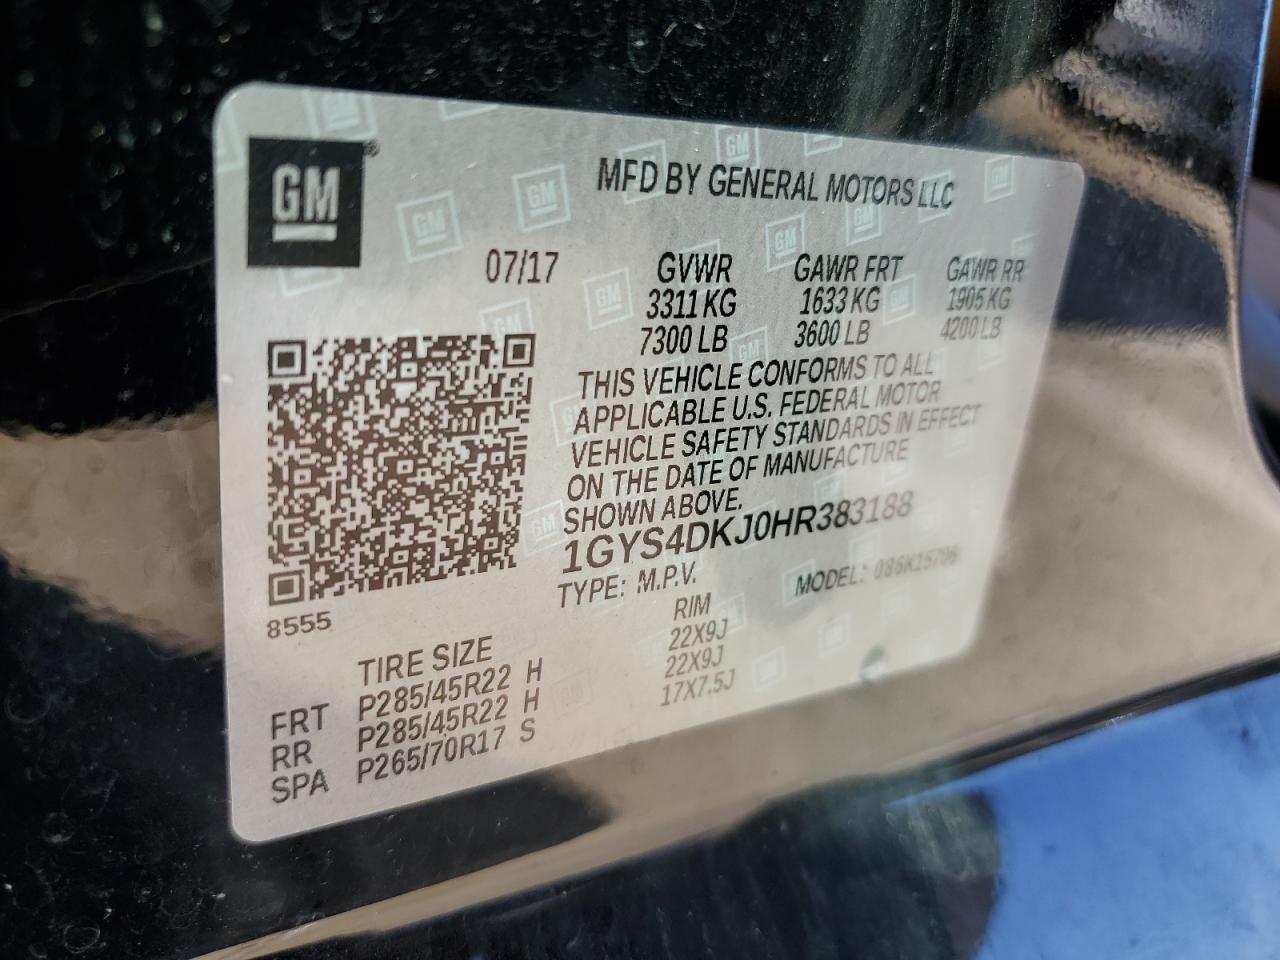 GM
MFD BY GENERAL MOTORS LLC
07/17 GVWR GAWR FRT GAWR RR
3311 KG 1633 KG 1905 KG
7300 LB 3600 LB 4200 LB
THIS VEHICLE CONFORMS TO ALL
APPLICABLE U.S. FEDERAL MOTOR
VEHICLE SAFETY STANDARDS IN EFFECT
ON THE DATE OF MANUFACTURE
SHOWN ABOVE.
1GYS4DKJ0HR383188
TYPE: M.P.V. MODEL: 086K15706
8555
TIRE SIZE RIM
FRT P285/45R22 H 22X9J
RR P285/45R22 H 22X9J
SPA P265/70R17 S 17X7.5J